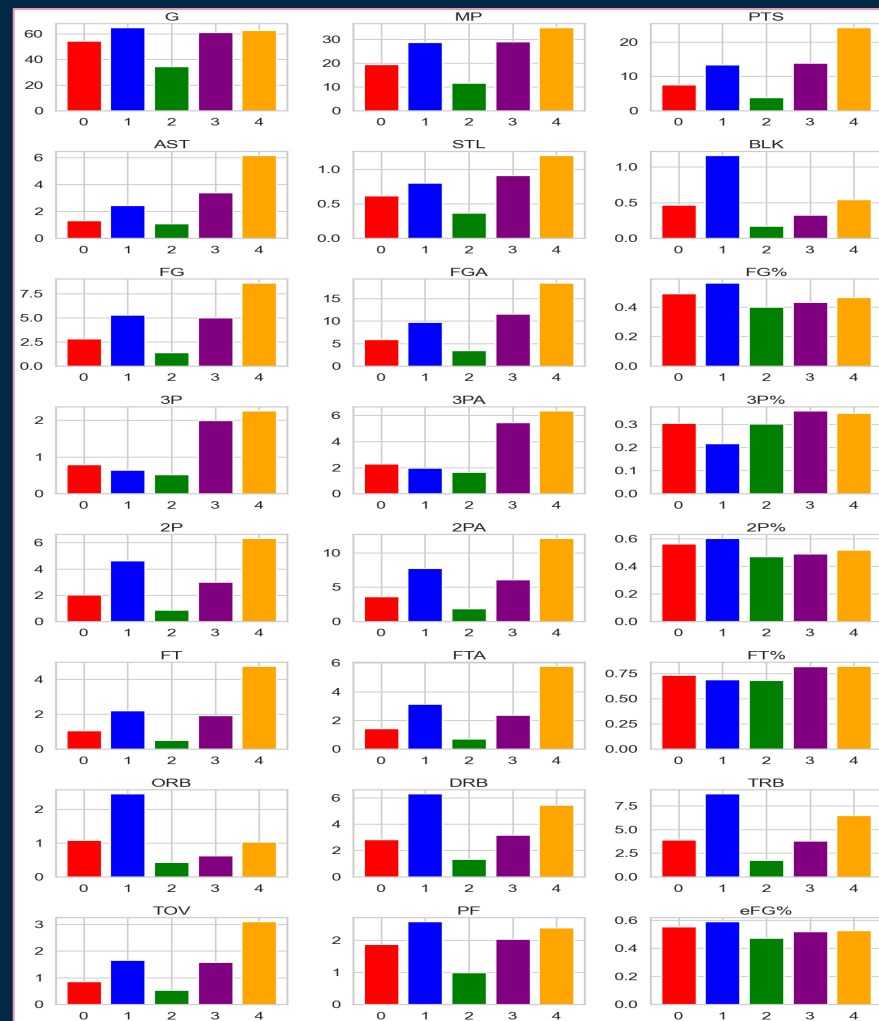 G MP PTS
60 30 20
40 20 10
20 10 0
0 0
0 1 2 3 4 0 1 2 3 4 0 1 2 3 4
AST STL BLK
6 1.0 1.0
4 0.5 0.5
2 0.0 0.0
0
0 1 2 3 4 0 1 2 3 4 0 1 2 3 4
FG FGA FG%
7.5 15 0.4
5.0 10 0.2
2.5 5 0.0
0.0 0
0 1 2 3 4 0 1 2 3 4 0 1 2 3 4
3P 3PA 3P%
2 6 0.3
1 4 0.2
0 2 0.1
0 0.0
0 1 2 3 4 0 1 2 3 4 0 1 2 3 4
2P 2PA 2P%
6 10 0.6
4 5 0.4
2 0 0.2
0 0.0
0 1 2 3 4 0 1 2 3 4 0 1 2 3 4
FT FTA FT%
4 6 0.75
2 4 0.50
0 2 0.25
0 0.00
0 1 2 3 4 0 1 2 3 4 0 1 2 3 4
ORB DRB TRB
2 6 7.5
1 4 5.0
0 2 2.5
0 0.0
0 1 2 3 4 0 1 2 3 4 0 1 2 3 4
TOV PF eFG%
3 2 0.6
2 1 0.4
1 0 0.2
0 0.0
0 1 2 3 4 0 1 2 3 4 0 1 2 3 4